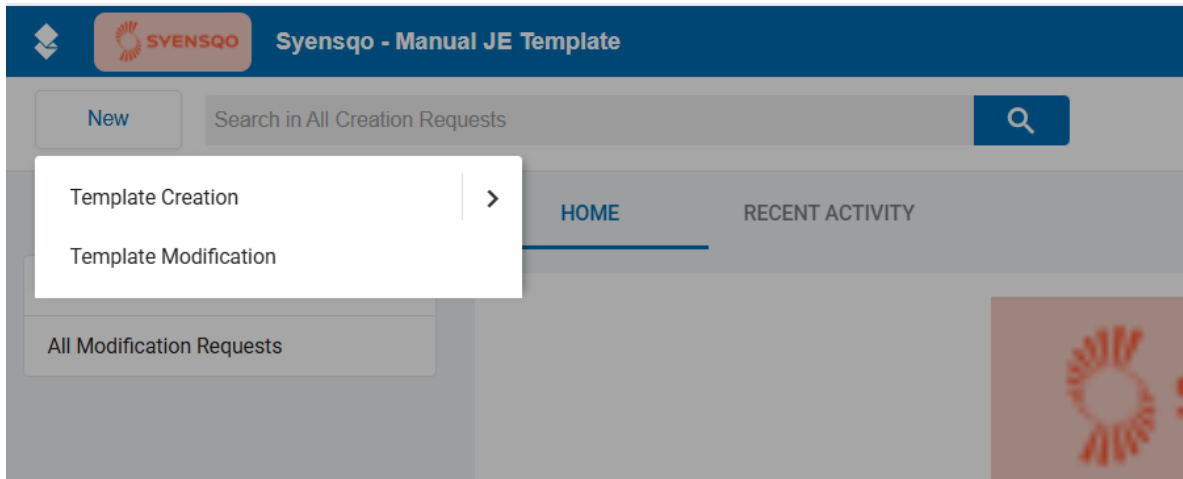 SYENSQO
Syensqo - Manual JE Template
New
Search in All Creation Requests
Template Creation
Template Modification
HOME
RECENT ACTIVITY
All Modification Requests